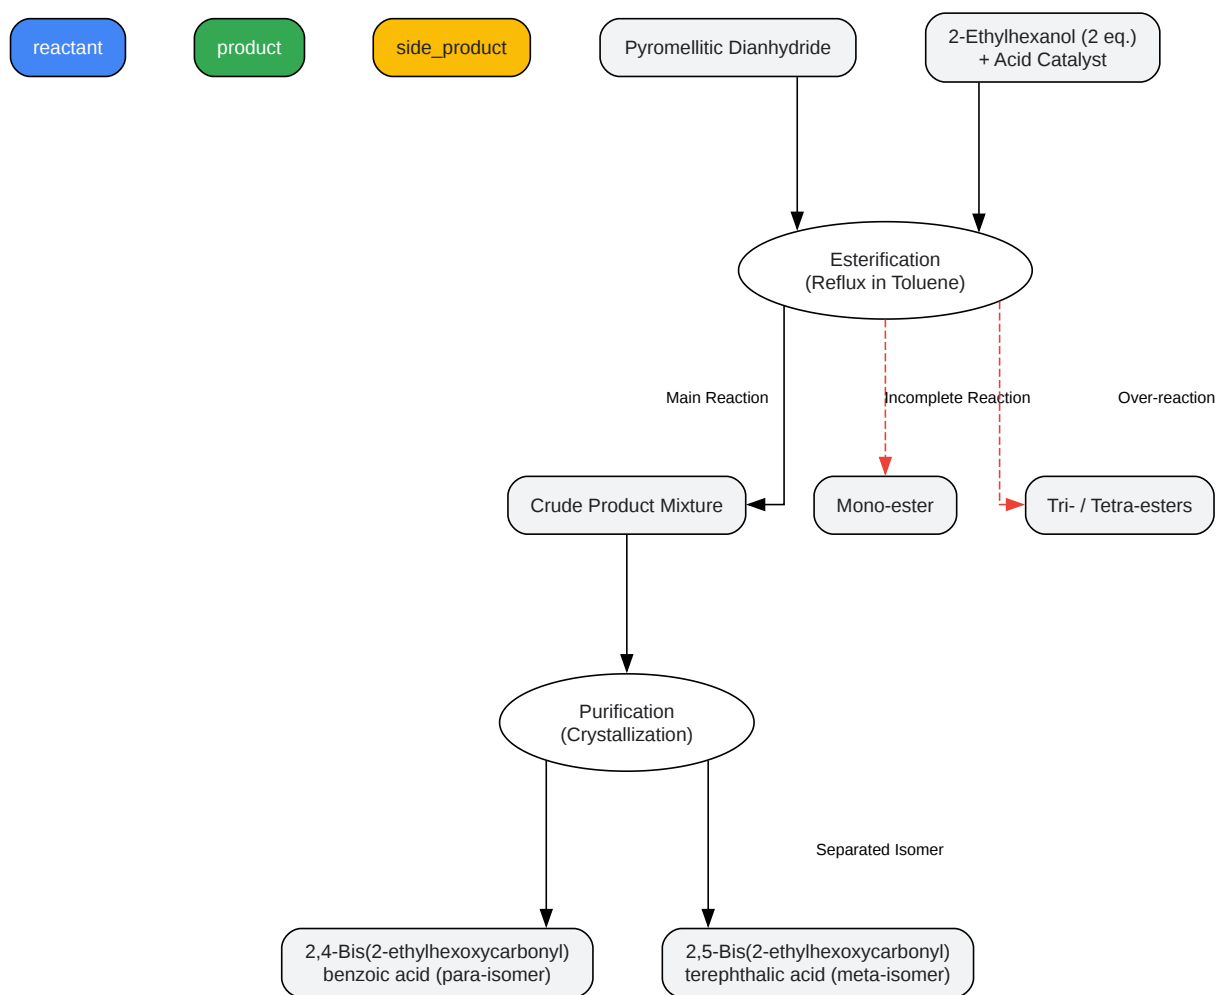 reactant
product
side_product
Pyromellitic Dianhydride
2-Ethylhexanol (2 eq.)
+ Acid Catalyst
Esterification
(Reflux in Toluene)
Main Reaction
Incomplete Reaction
Over-reaction
Crude Product Mixture
Mono-ester
Tri- / Tetra-esters
Purification
(Crystallization)
Separated Isomer
2,4-Bis(2-ethylhexoxycarbonyl)
benzoic acid (para-isomer)
2,5-Bis(2-ethylhexoxycarbonyl)
terephthalic acid (meta-isomer)